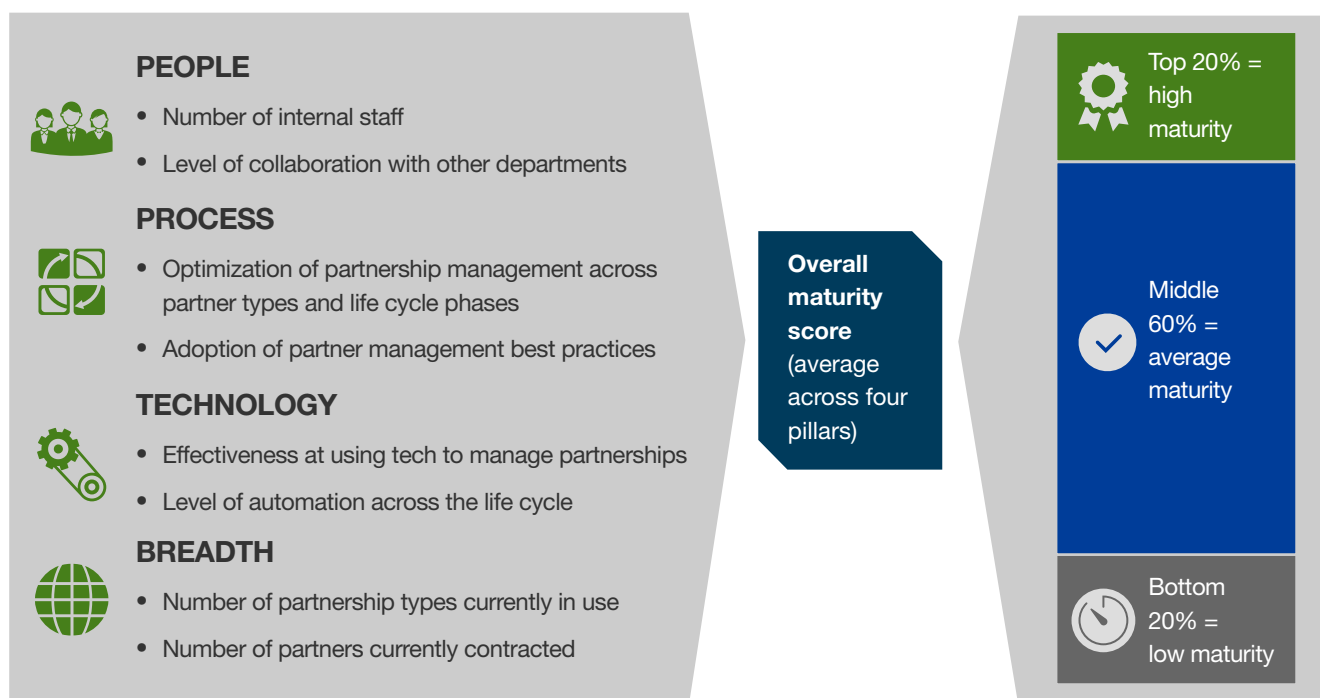 PEOPLE
• Number of internal staff
• Level of collaboration with other departments
PROCESS
• Optimization of partnership management across
partner types and life cycle phases
• Adoption of partner management best practices
TECHNOLOGY
• Effectiveness at using tech to manage partnerships
• Level of automation across the life cycle
BREADTH
• Number of partnership types currently in use
• Number of partners currently contracted
Overall
maturity
score
(average
across four
pillars)
Top 20% =
high
maturity
Middle
60% =
average
maturity
Bottom
20% =
low maturity